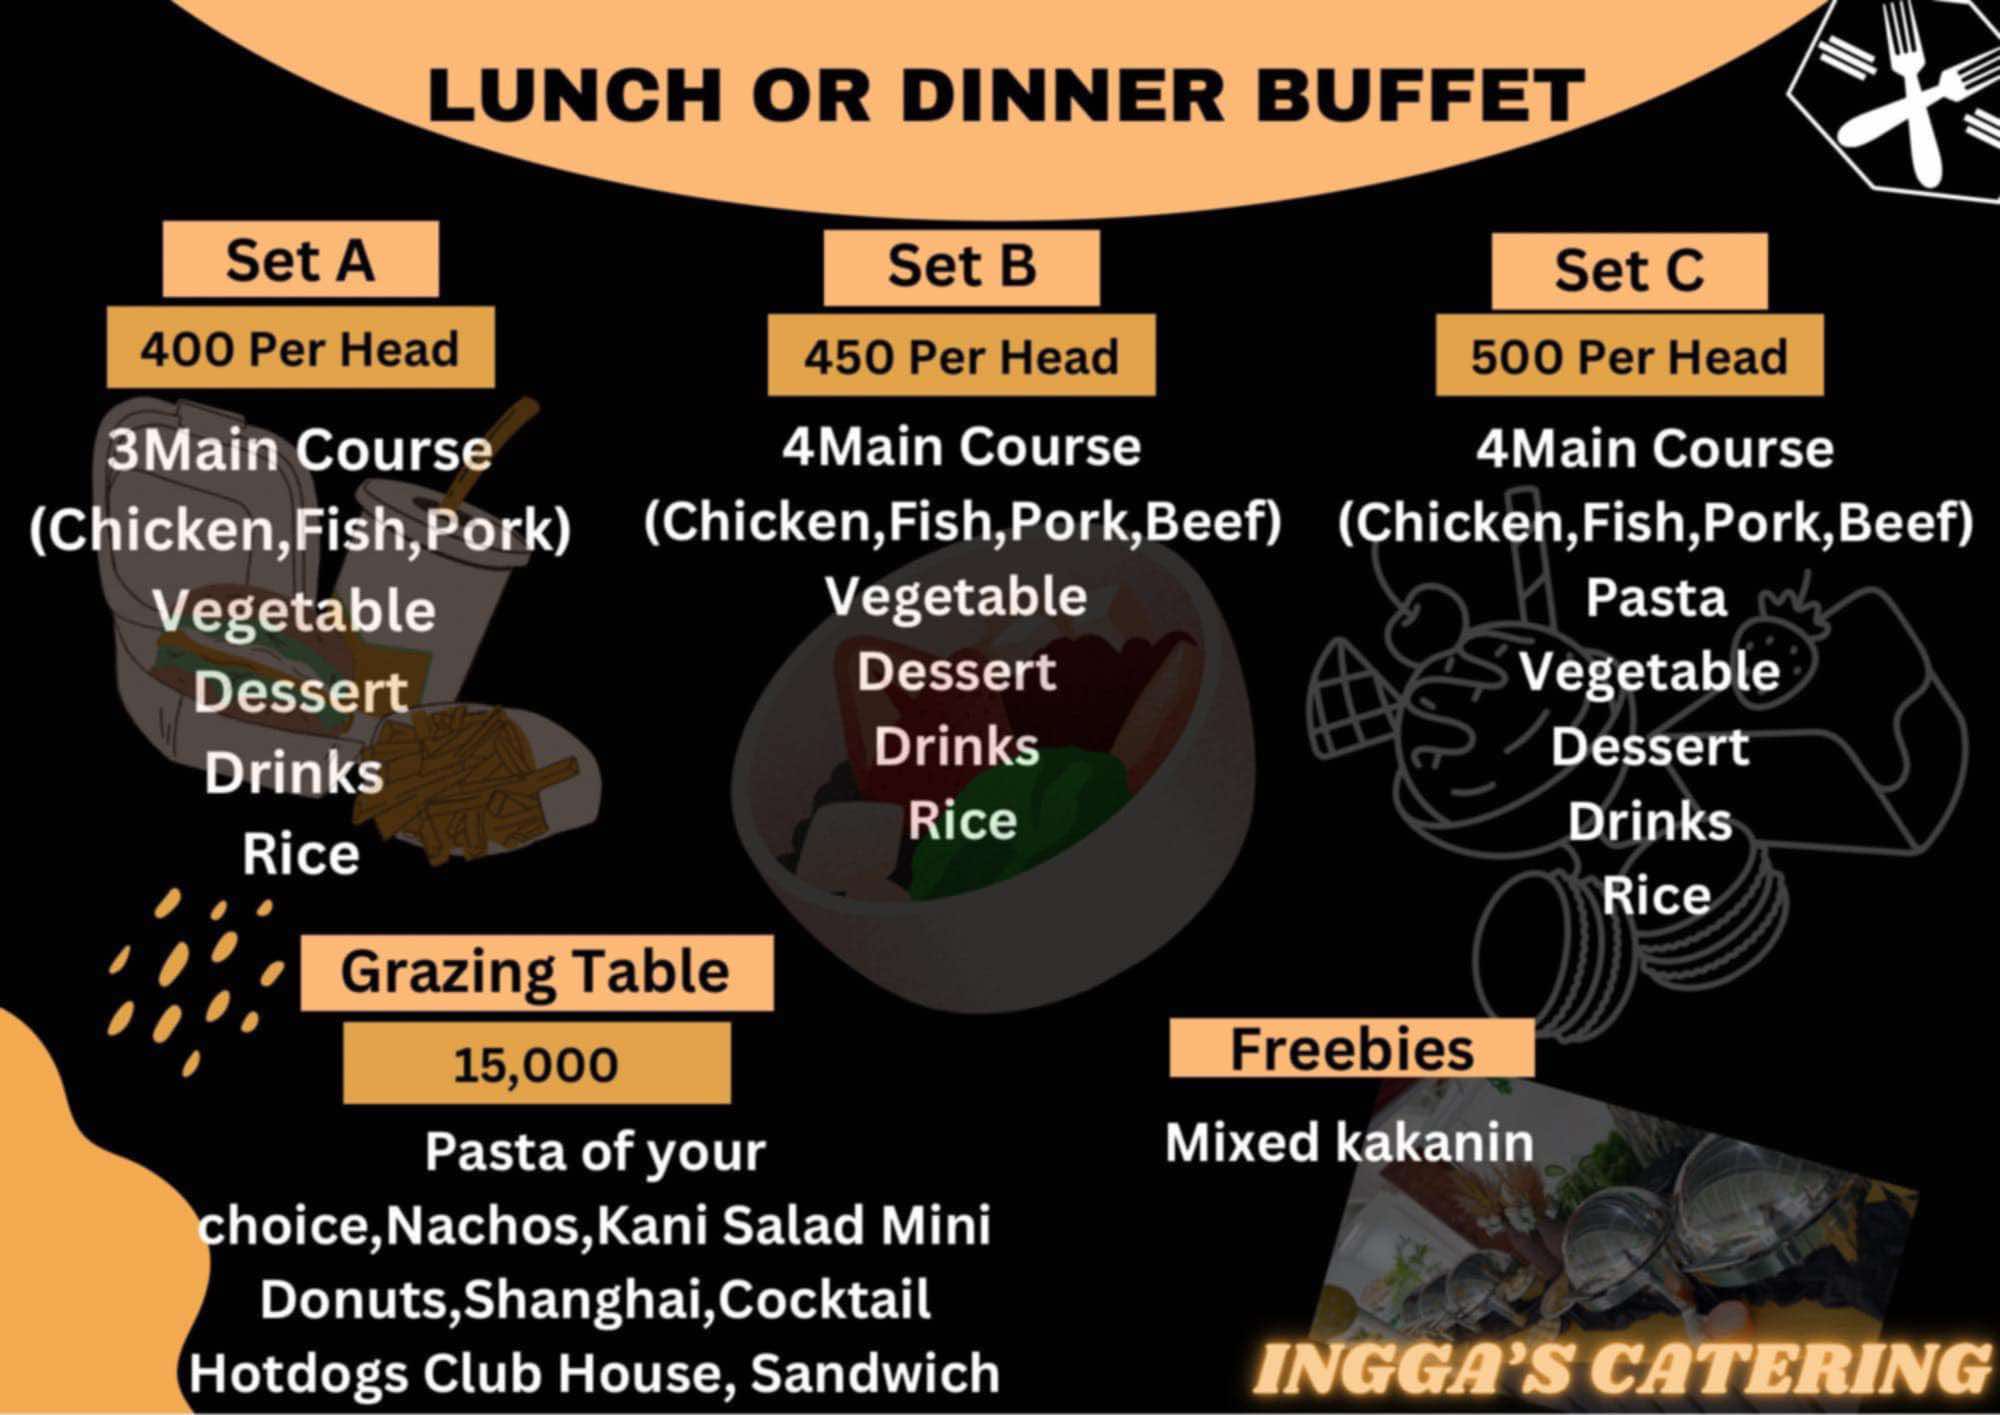 LUNCH OR DINNER BUFFET
Set A
400 Per Head
3Main Course
(Chicken,Fish,Pork)
Vegetable
Dessert
Drinks
Rice
Set B
450 Per Head
4Main Course
(Chicken,Fish,Pork,Beef)
Vegetable
Dessert
Drinks
Rice
Set C
500 Per Head
4Main Course
(Chicken,Fish,Pork,Beef)
Pasta
Vegetable
Dessert
Drinks
Rice
Grazing Table
15,000
Pasta of your
choice,Nachos,Kani Salad Mini
Donuts,Shanghai,Cocktail
Hotdogs Club House, Sandwich
Freebies
Mixed kakanin
INGGA'S CATERING